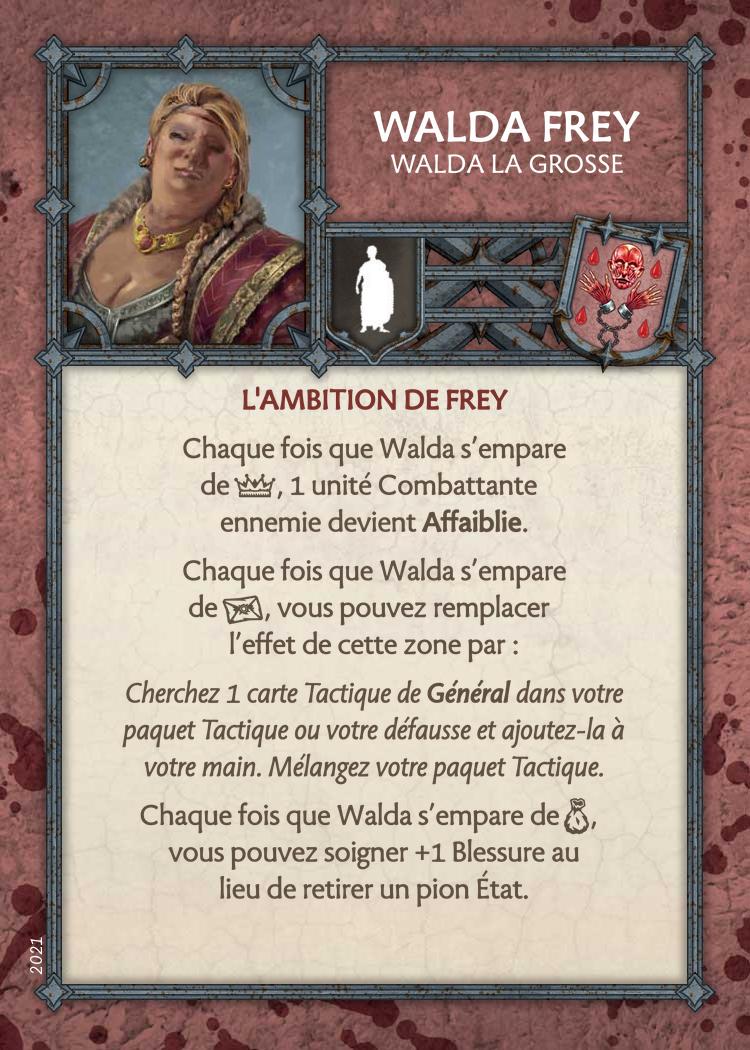 WALDA FREY
WALDA LA GROSSE
L'AMBITION DE FREY
Chaque fois que Walda s’empare
de , 1 unité Combattante
ennemie devient Affaiblie.
Chaque fois que Walda s’empare
de , vous pouvez remplacer
l’effet de cette zone par :
Cherchez 1 carte Tactique de Général dans votre
paquet Tactique ou votre défausse et ajoutez-la à
votre main. Mélangez votre paquet Tactique.
Chaque fois que Walda s’empare de ,
vous pouvez soigner +1 Blessure au
lieu de retirer un pion État.
2021